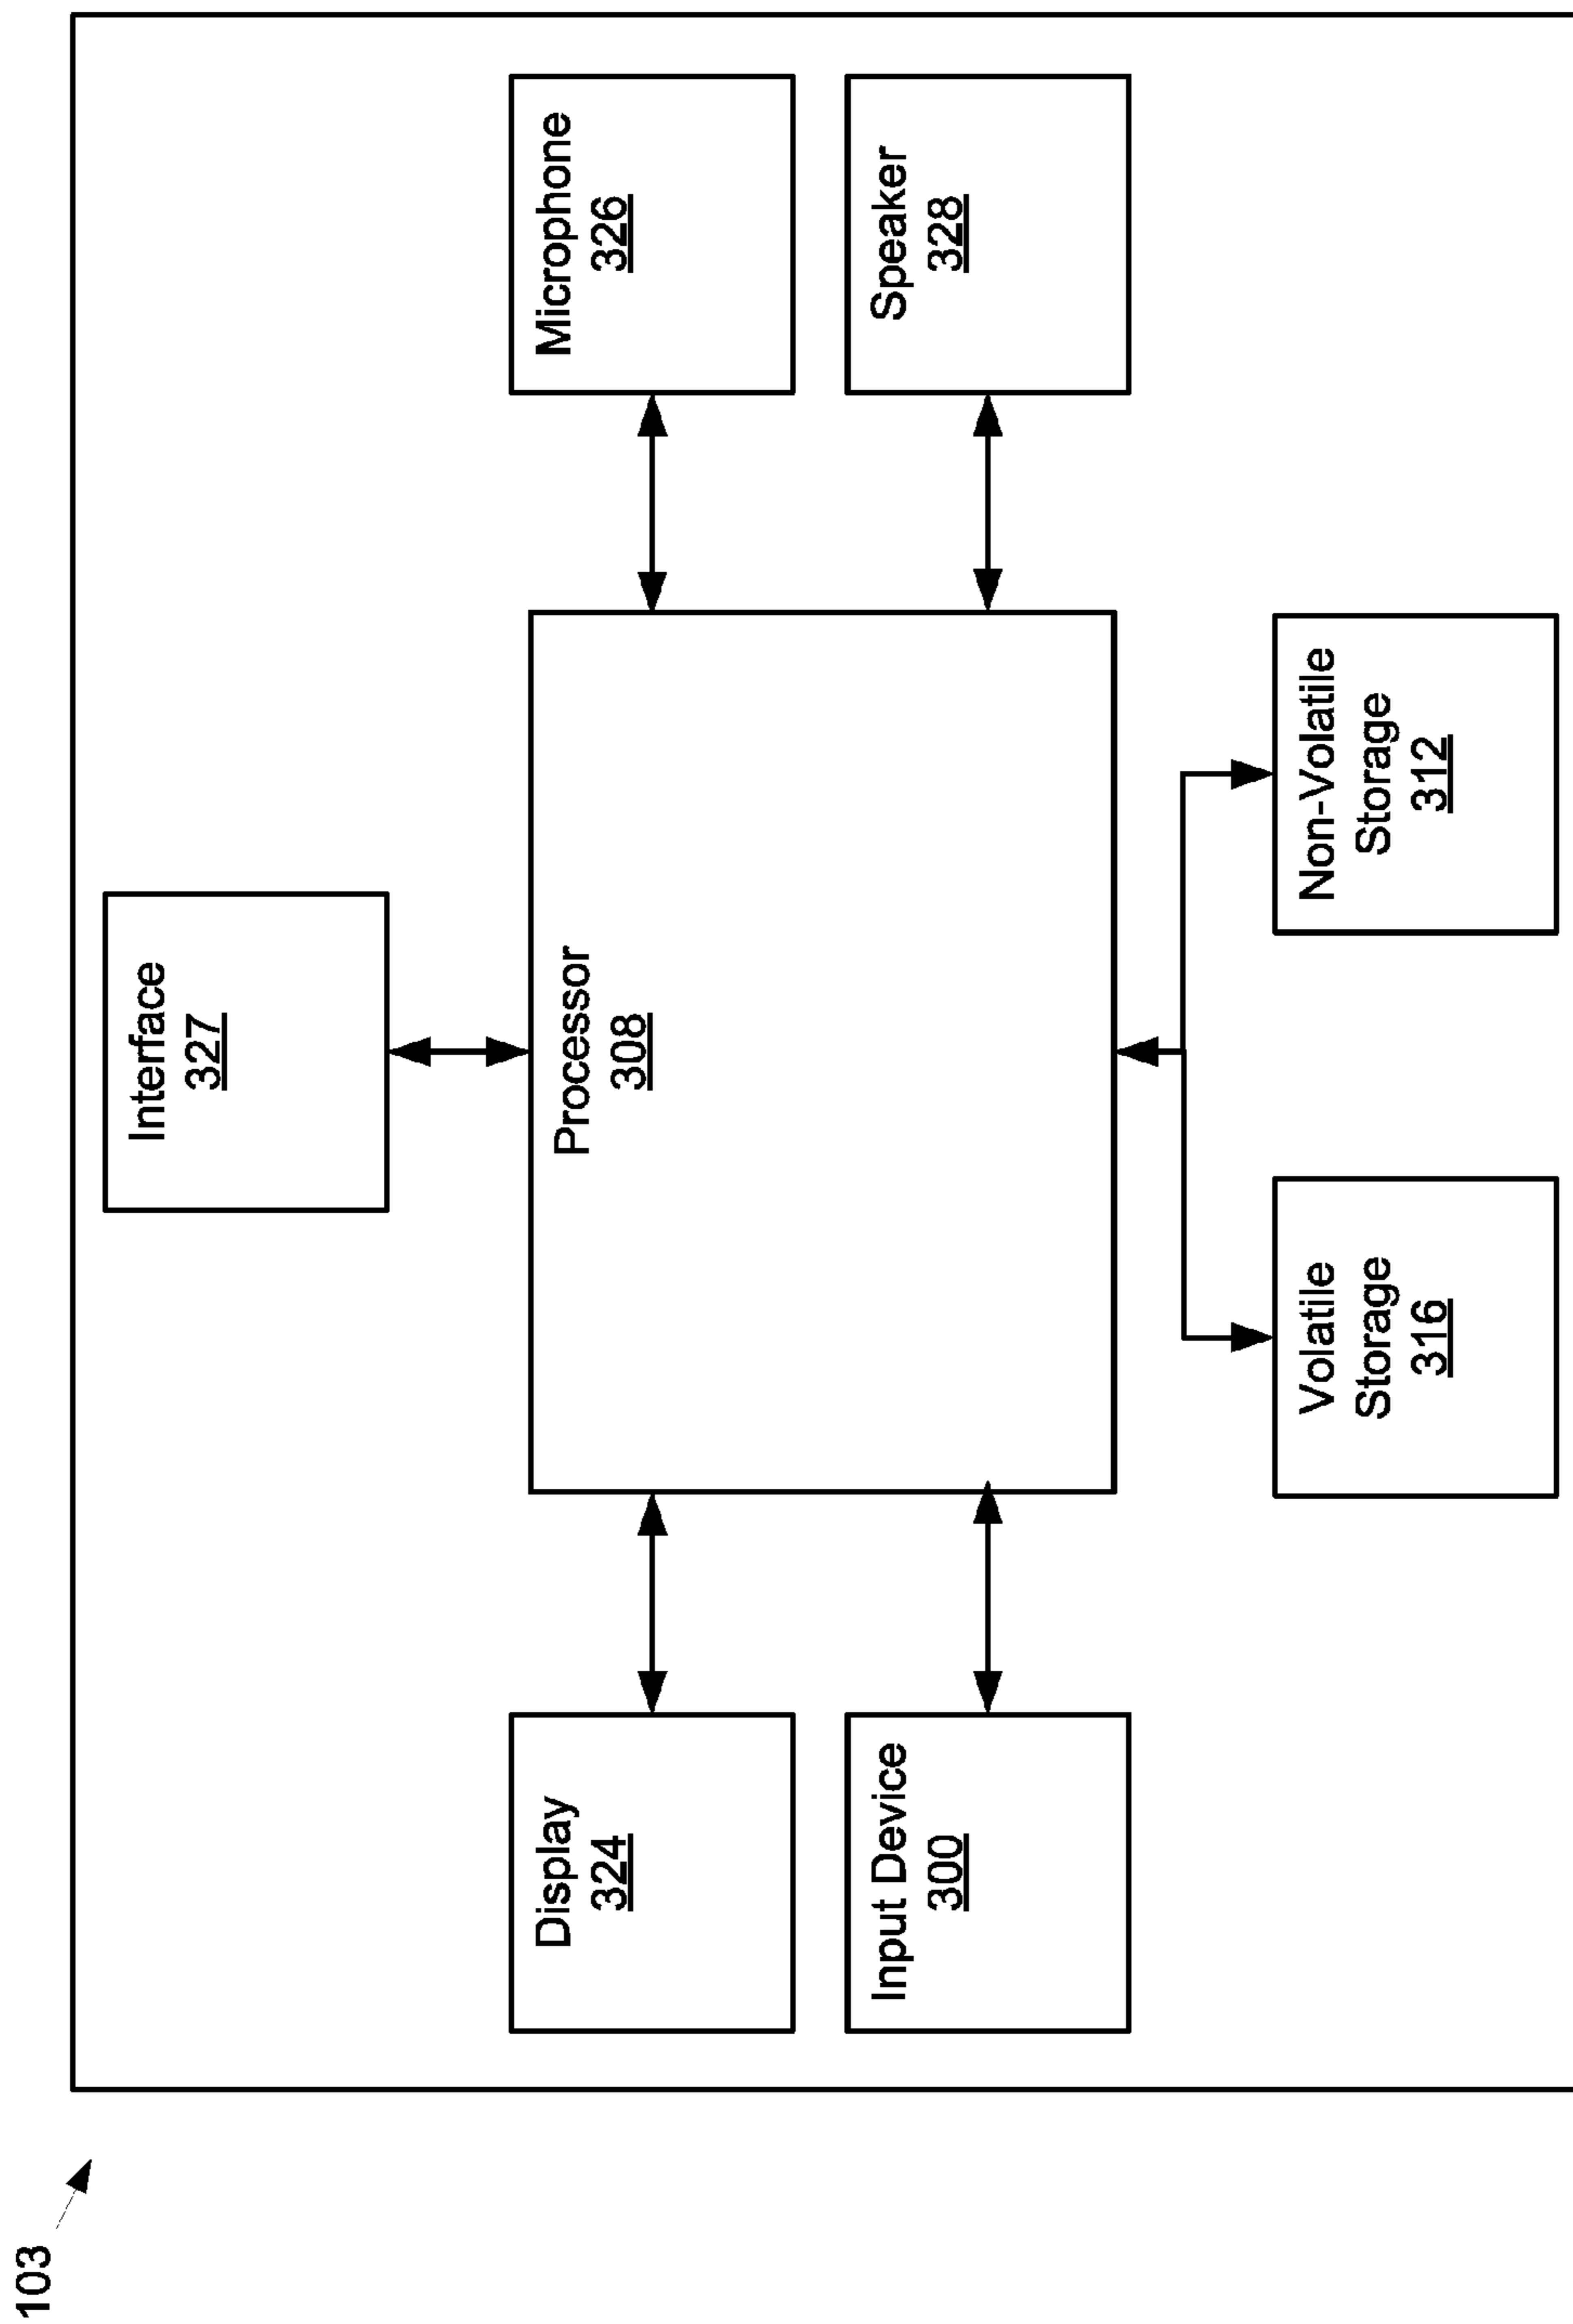 103
Interface
327
Display
324
Processor
308
Microphone
326
Input Device
300
Speaker
328
Volatile
Storage
316
Non-Volatile
Storage
312